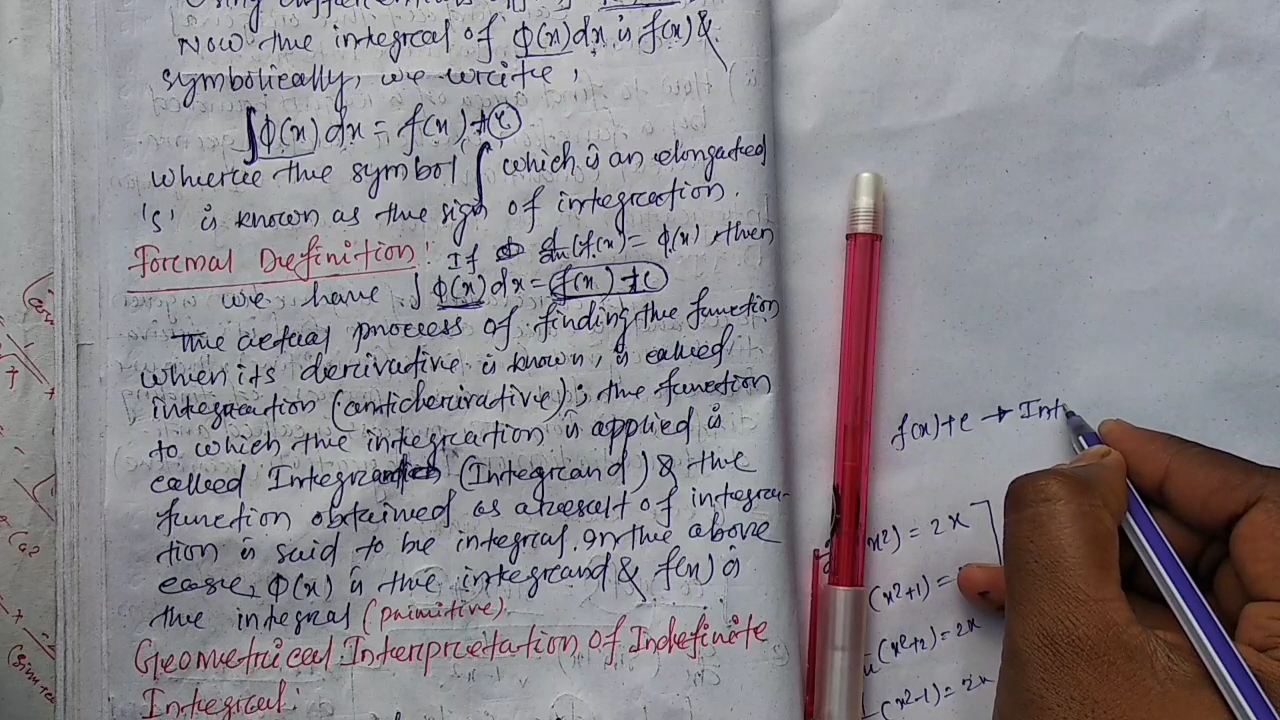 Now the integral of φ(x)dx is f(x) &
symbolically, we write,
∫φ(x) dx = f(x) + c
where the symbol ∫ which is an elongated
's' is known as the sign of integration.
Formal Definition: If d/dx(f(x)) = φ(x), then
we have ∫φ(x) dx = f(x) + c
The actual process of finding the function
when its derivative is known, is called
integration (antiderivative); the function
to which the integration is applied is
called (Integrand) & the
function obtained as a result of integra-
tion is said to be integral. In the above
case, φ(x) is the integrand & f(x) is
the integral (primitive).
Geometrical Interpretation of Indefinite
Integral:
f(x)+c → Int
x²) = 2x
(x²+1) =
(x²+2) = 2x
(x²-1) = 2x